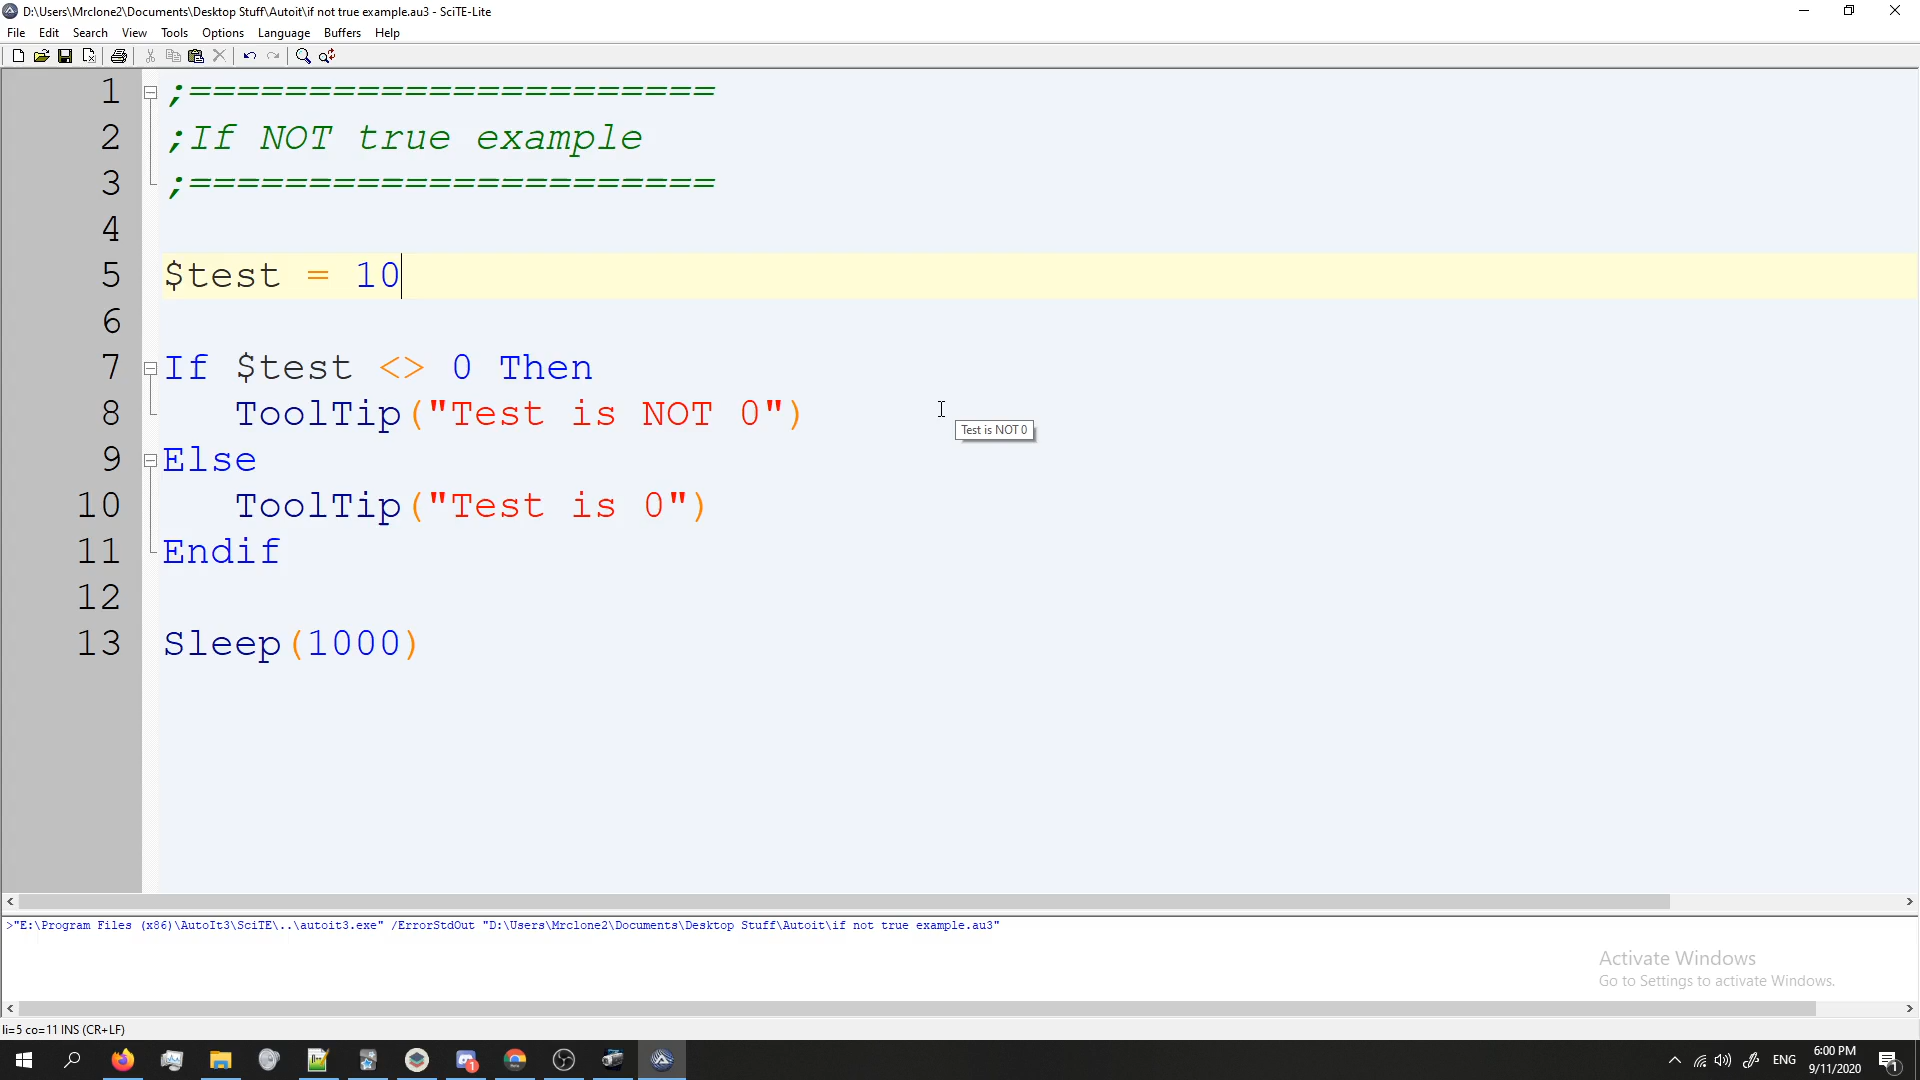 D:\Users\Mrclone2\Documents\Desktop Stuff\Autoit\if not true example.au3 - SciTE-Lite
File Edit Search View Tools Options Language Buffers Help
1 ;======================
2 ;If NOT true example
3 ;======================
4
5 $test = 10
6
7 If $test <> 0 Then
8 ToolTip("Test is NOT 0")
Test is NOT 0
9 Else
10 ToolTip("Test is 0")
11 Endif
12
13 Sleep(1000)
>"E:\Program Files (x86)\AutoIt3\SciTE\..\autoit3.exe" /ErrorStdOut "D:\Users\Mrclone2\Documents\Desktop Stuff\Autoit\if not true example.au3"
Activate Windows
Go to Settings to activate Windows.
li=5 co=11 INS (CR+LF)
ENG
6:00 PM
9/11/2020
1
1